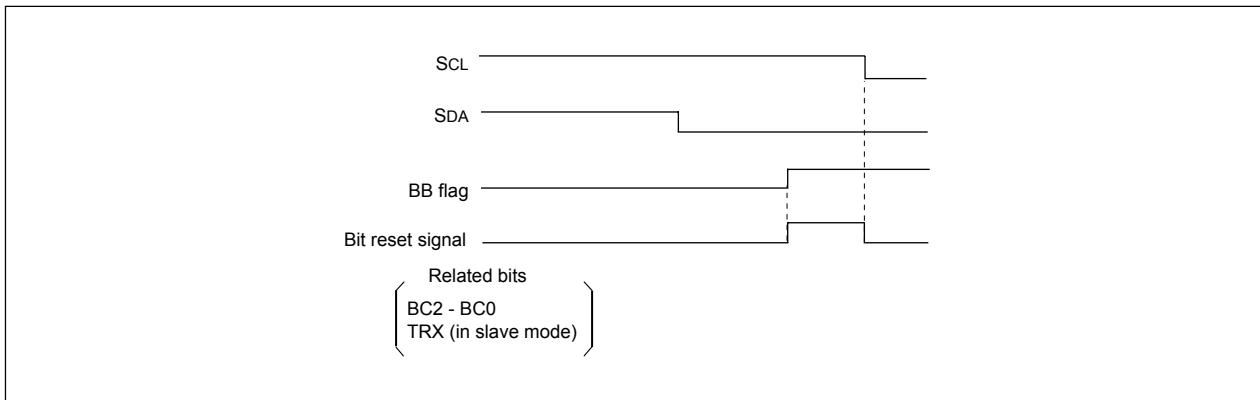 SCL
SDA
BB flag
Bit reset signal
Related bits
BC2 - BC0
TRX (in slave mode)